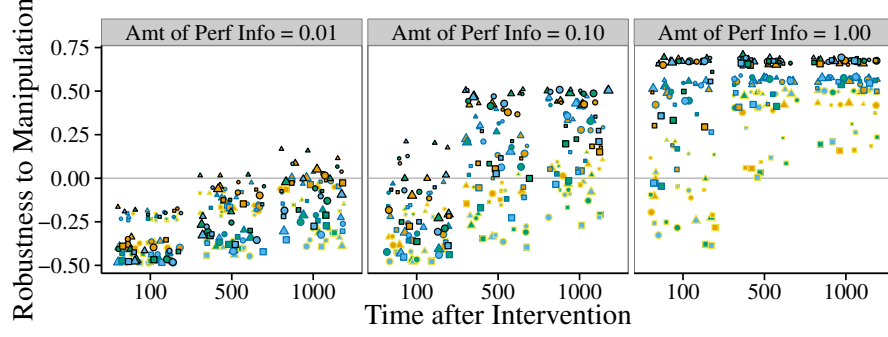 Amt of Perf Info = 0.01 Amt of Perf Info = 0.10 Amt of Perf Info = 1.00
Robustness to Manipulation
0.75
0.50
0.25
0.00
−0.25
−0.50
100 500 1000 100 500 1000 100 500 1000
Time after Intervention